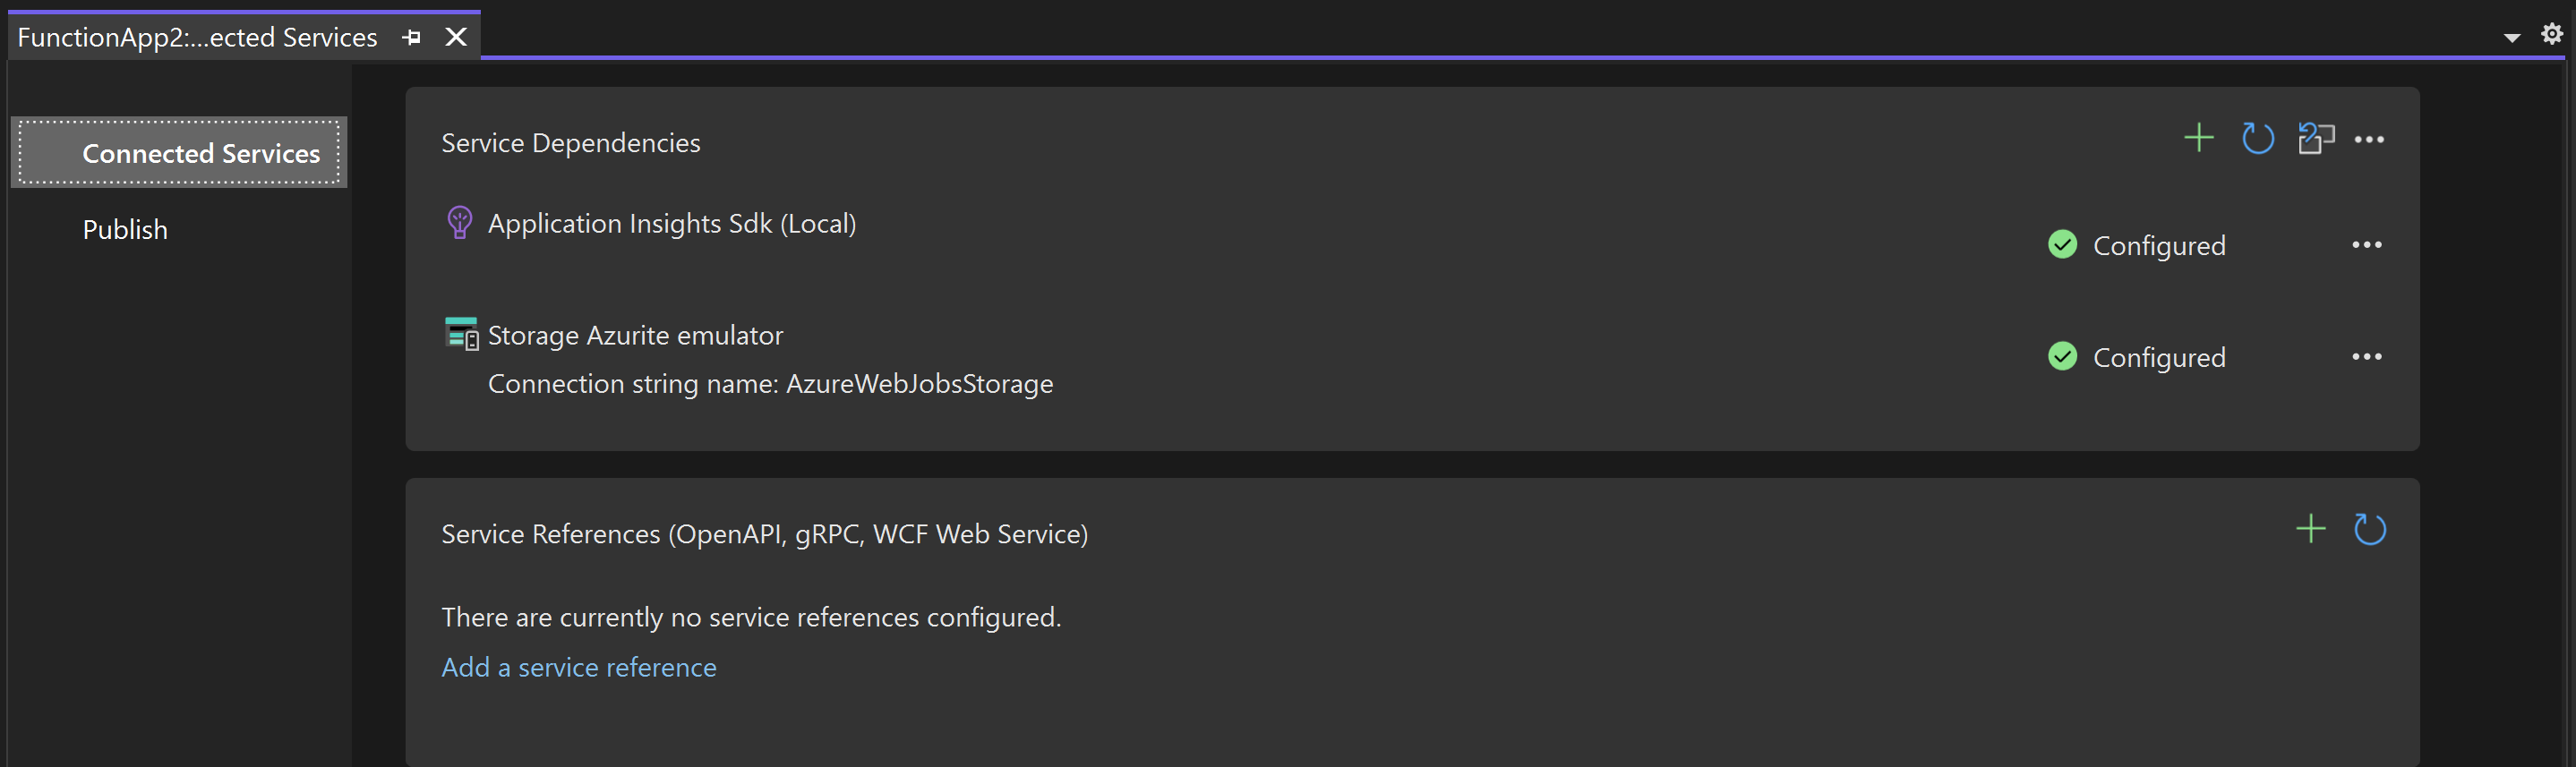 FunctionApp2:...ected Services
Connected Services
Publish
Service Dependencies
Application Insights Sdk (Local)
Configured
Storage Azurite emulator
Connection string name: AzureWebJobsStorage
Configured
Service References (OpenAPI, gRPC, WCF Web Service)
There are currently no service references configured.
Add a service reference